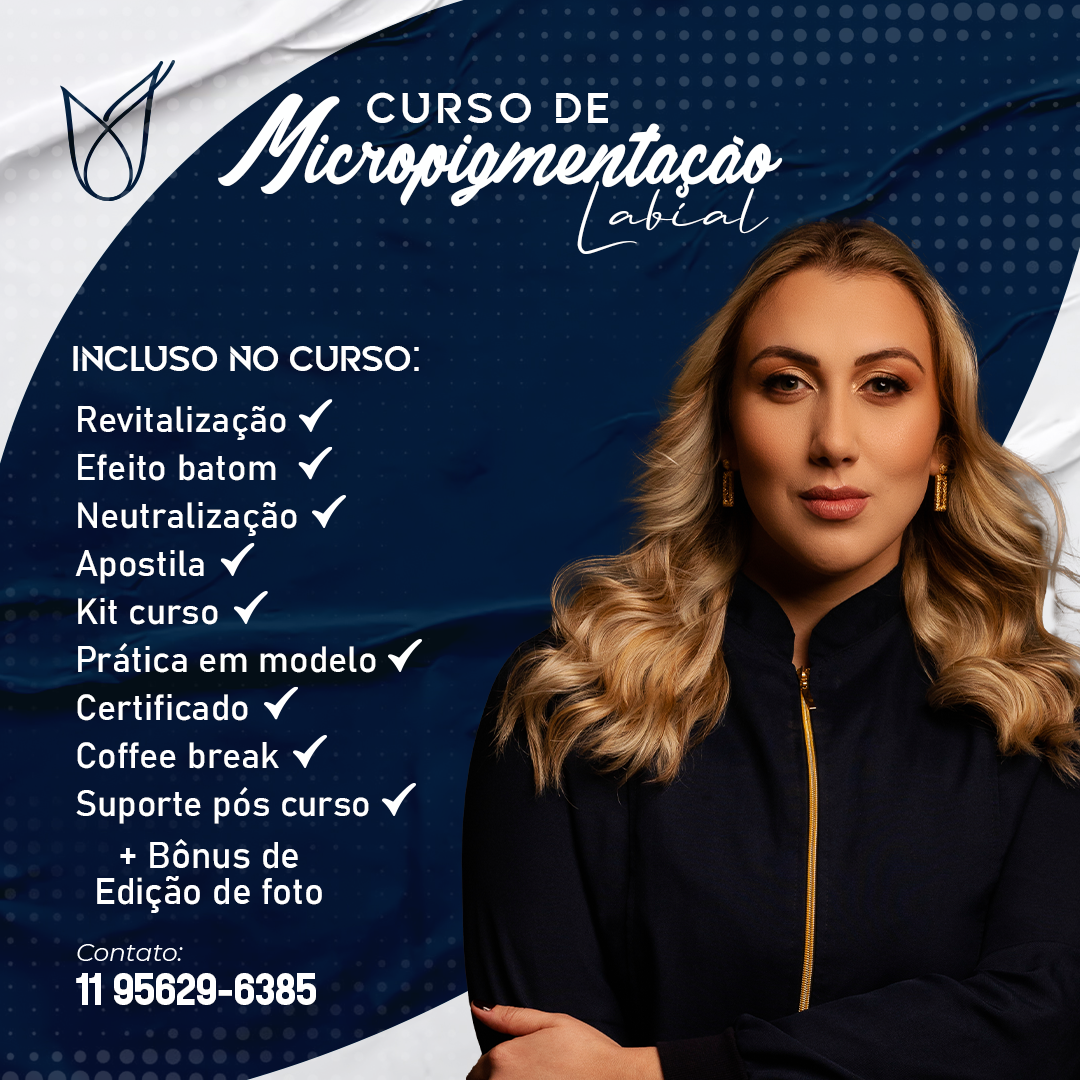 CURSO DE
Micropigmentação
Labial
INCLUSO NO CURSO:
Revitalização ✓
Efeito batom ✓
Neutralização ✓
Apostila ✓
Kit curso ✓
Prática em modelo ✓
Certificado ✓
Coffee break ✓
Suporte pós curso ✓
+ Bônus de
Edição de foto
Contato:
11 95629-6385